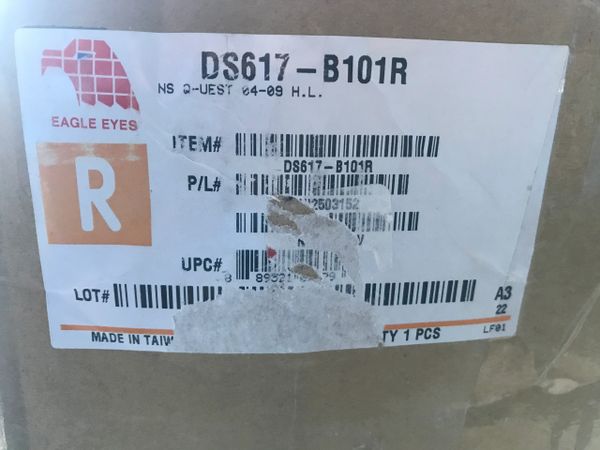 DS617-B101R
NS Q-UEST 04-09 H.L.
EAGLE EYES
R
ITEM#
DS617-B101R
P/L#
2503152
UPC#
LOT#
A3
22
MADE IN
1 PCS
LF01